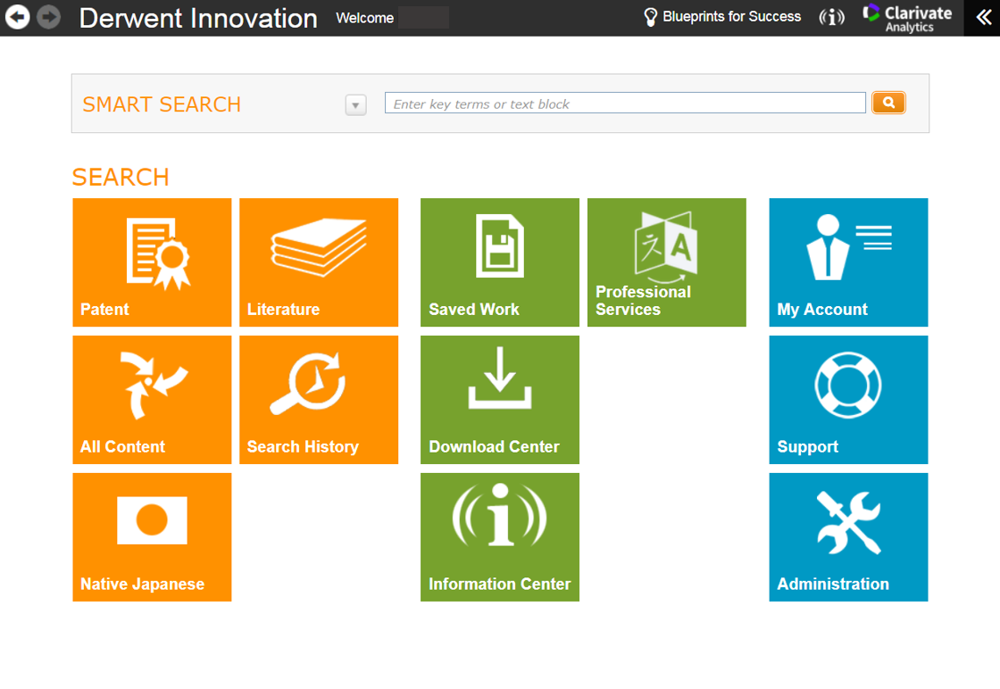 Derwent Innovation
Welcome
Blueprints for Success
Clarivate
Analytics
SMART SEARCH
Enter key terms or text block
SEARCH
Patent
Literature
Saved Work
Professional
Services
My Account
All Content
Search History
Download Center
Support
Native Japanese
Information Center
Administration